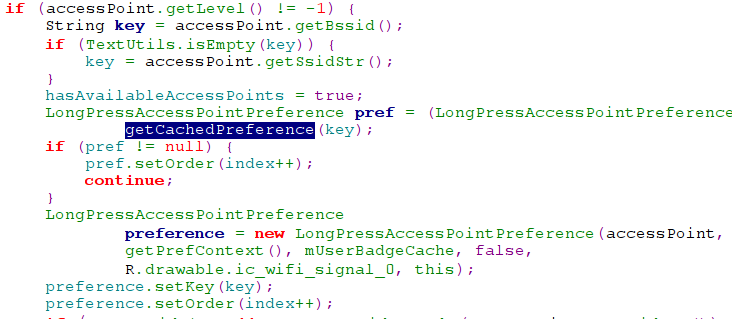 if (accessPoint.getLevel() != -1) {
String key = accessPoint.getBssid();
if (TextUtils.isEmpty(key)) {
key = accessPoint.getSsidStr();
}
hasAvailableAccessPoints = true;
LongPressAccessPointPreference pref = (LongPressAccessPointPreference
getCachedPreference(key);
if (pref != null) {
pref.setOrder(index++);
continue;
}
LongPressAccessPointPreference
preference = new LongPressAccessPointPreference(accessPoint,
getPrefContext(), mUserBadgeCache, false,
R.drawable.ic_wifi_signal_0, this);
preference.setKey(key);
preference.setOrder(index++);